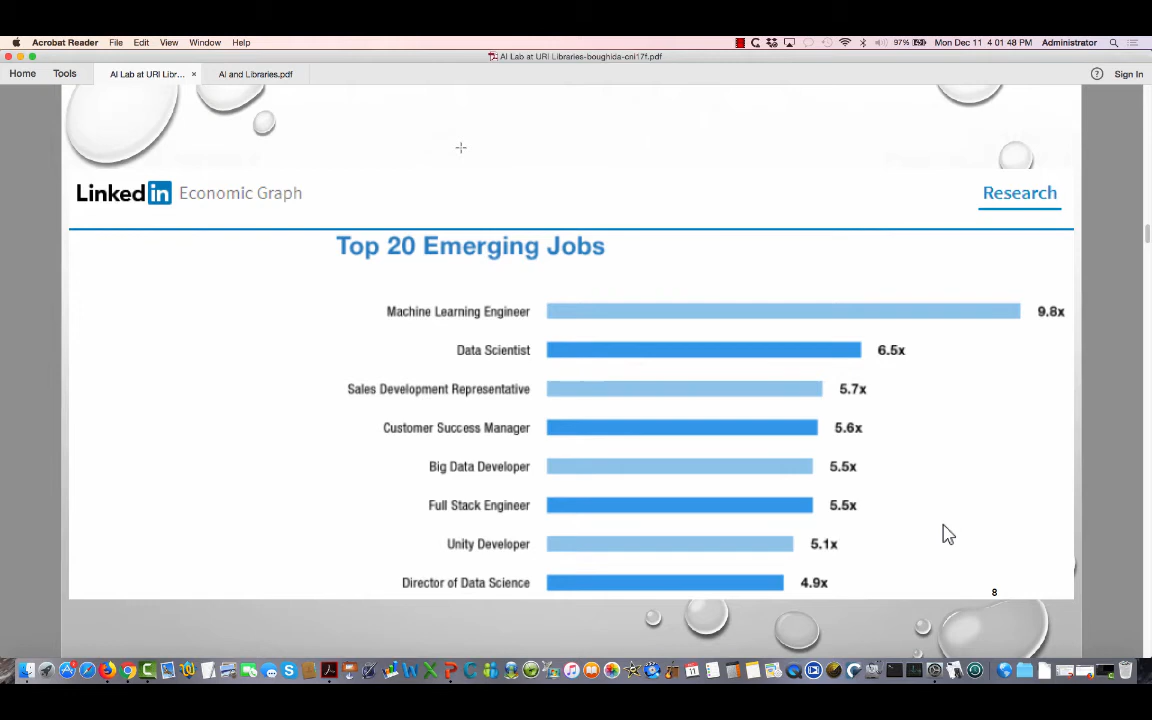 Acrobat Reader File Edit View Window Help 97% Mon Dec 11 4:01:48 PM Administrator
AI Lab at URI Libraries-boughida-cni17f.pdf
Home Tools AI Lab at URI Libr... × AI and Libraries.pdf ? Sign In
Linked in Economic Graph Research
Top 20 Emerging Jobs
Machine Learning Engineer 9.8x
Data Scientist 6.5x
Sales Development Representative 5.7x
Customer Success Manager 5.6x
Big Data Developer 5.5x
Full Stack Engineer 5.5x
Unity Developer 5.1x
Director of Data Science 4.9x
8